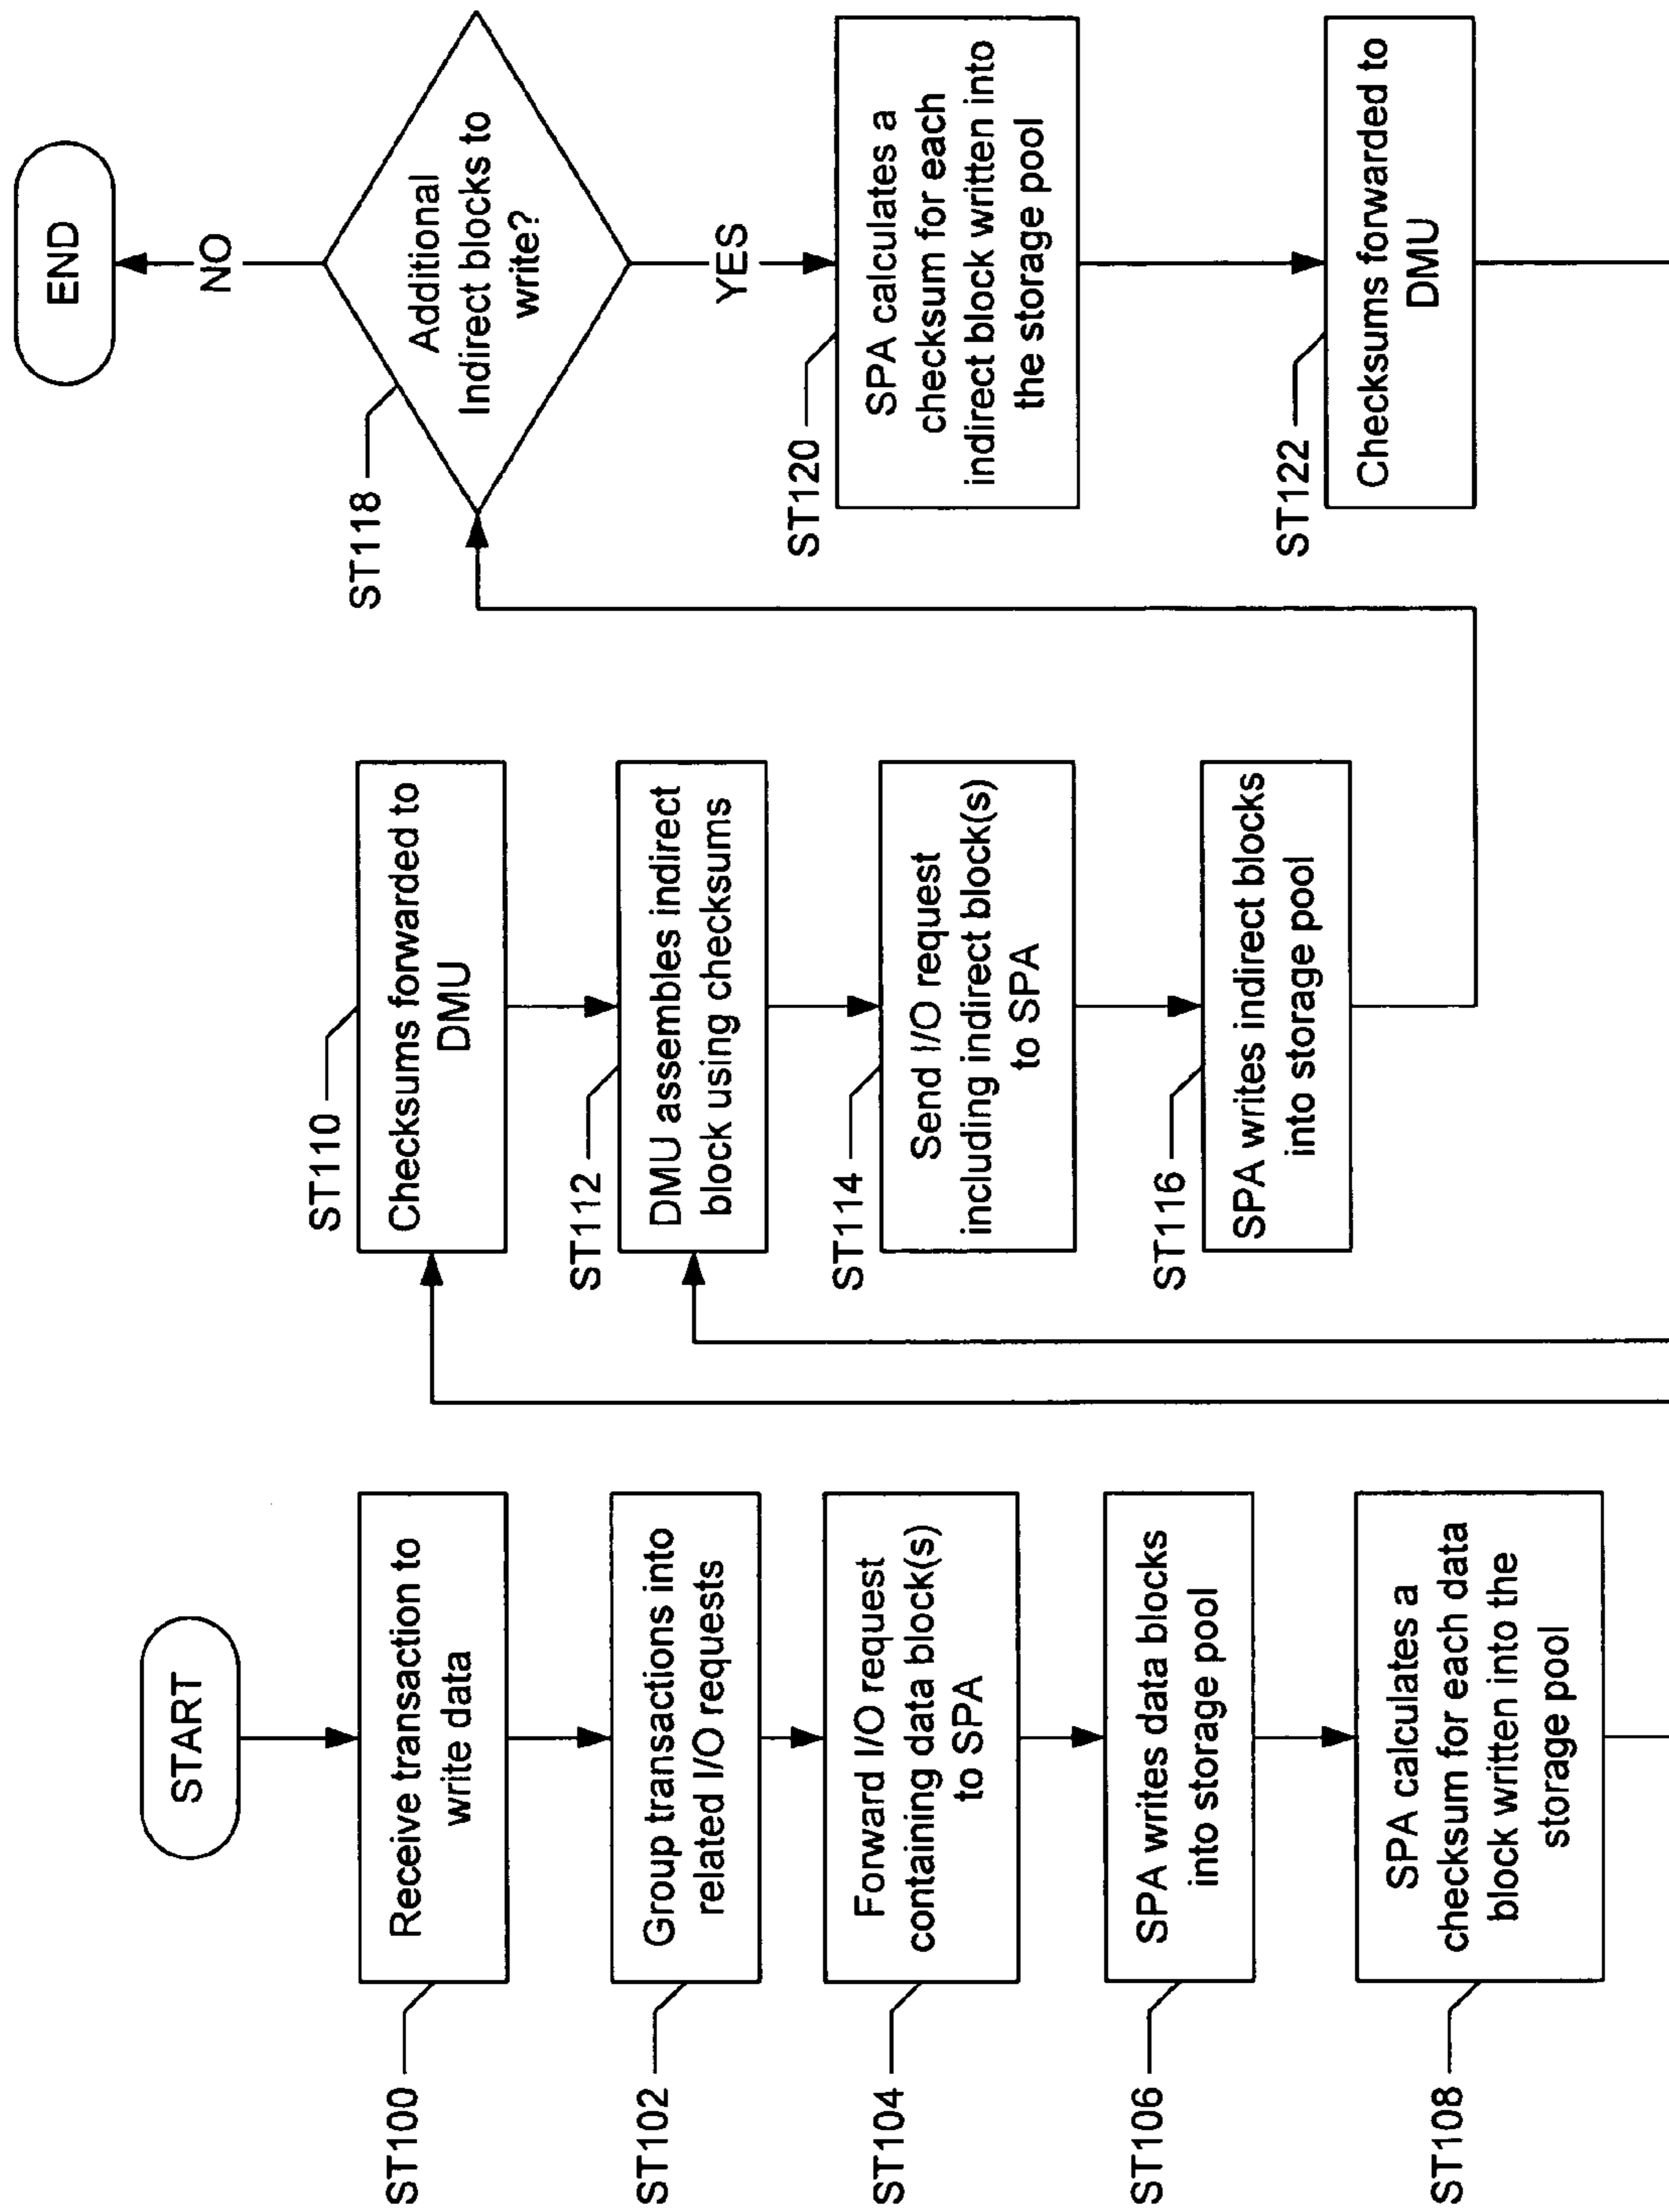 START
ST100
Receive transaction to
write data
ST102
Group transactions into
related I/O requests
ST104
Forward I/O request
containing data block(s)
to SPA
ST106
SPA writes data blocks
into storage pool
ST108
SPA calculates a
checksum for each data
block written into the
storage pool
ST110
Checksums forwarded to
DMU
ST112
DMU assembles indirect
block using checksums
ST114
Send I/O request
including indirect block(s)
to SPA
ST116
SPA writes indirect blocks
into storage pool
END
NO
ST118
Additional
Indirect blocks to
write?
YES
ST120
SPA calculates a
checksum for each
indirect block written into
the storage pool
ST122
Checksums forwarded to
DMU